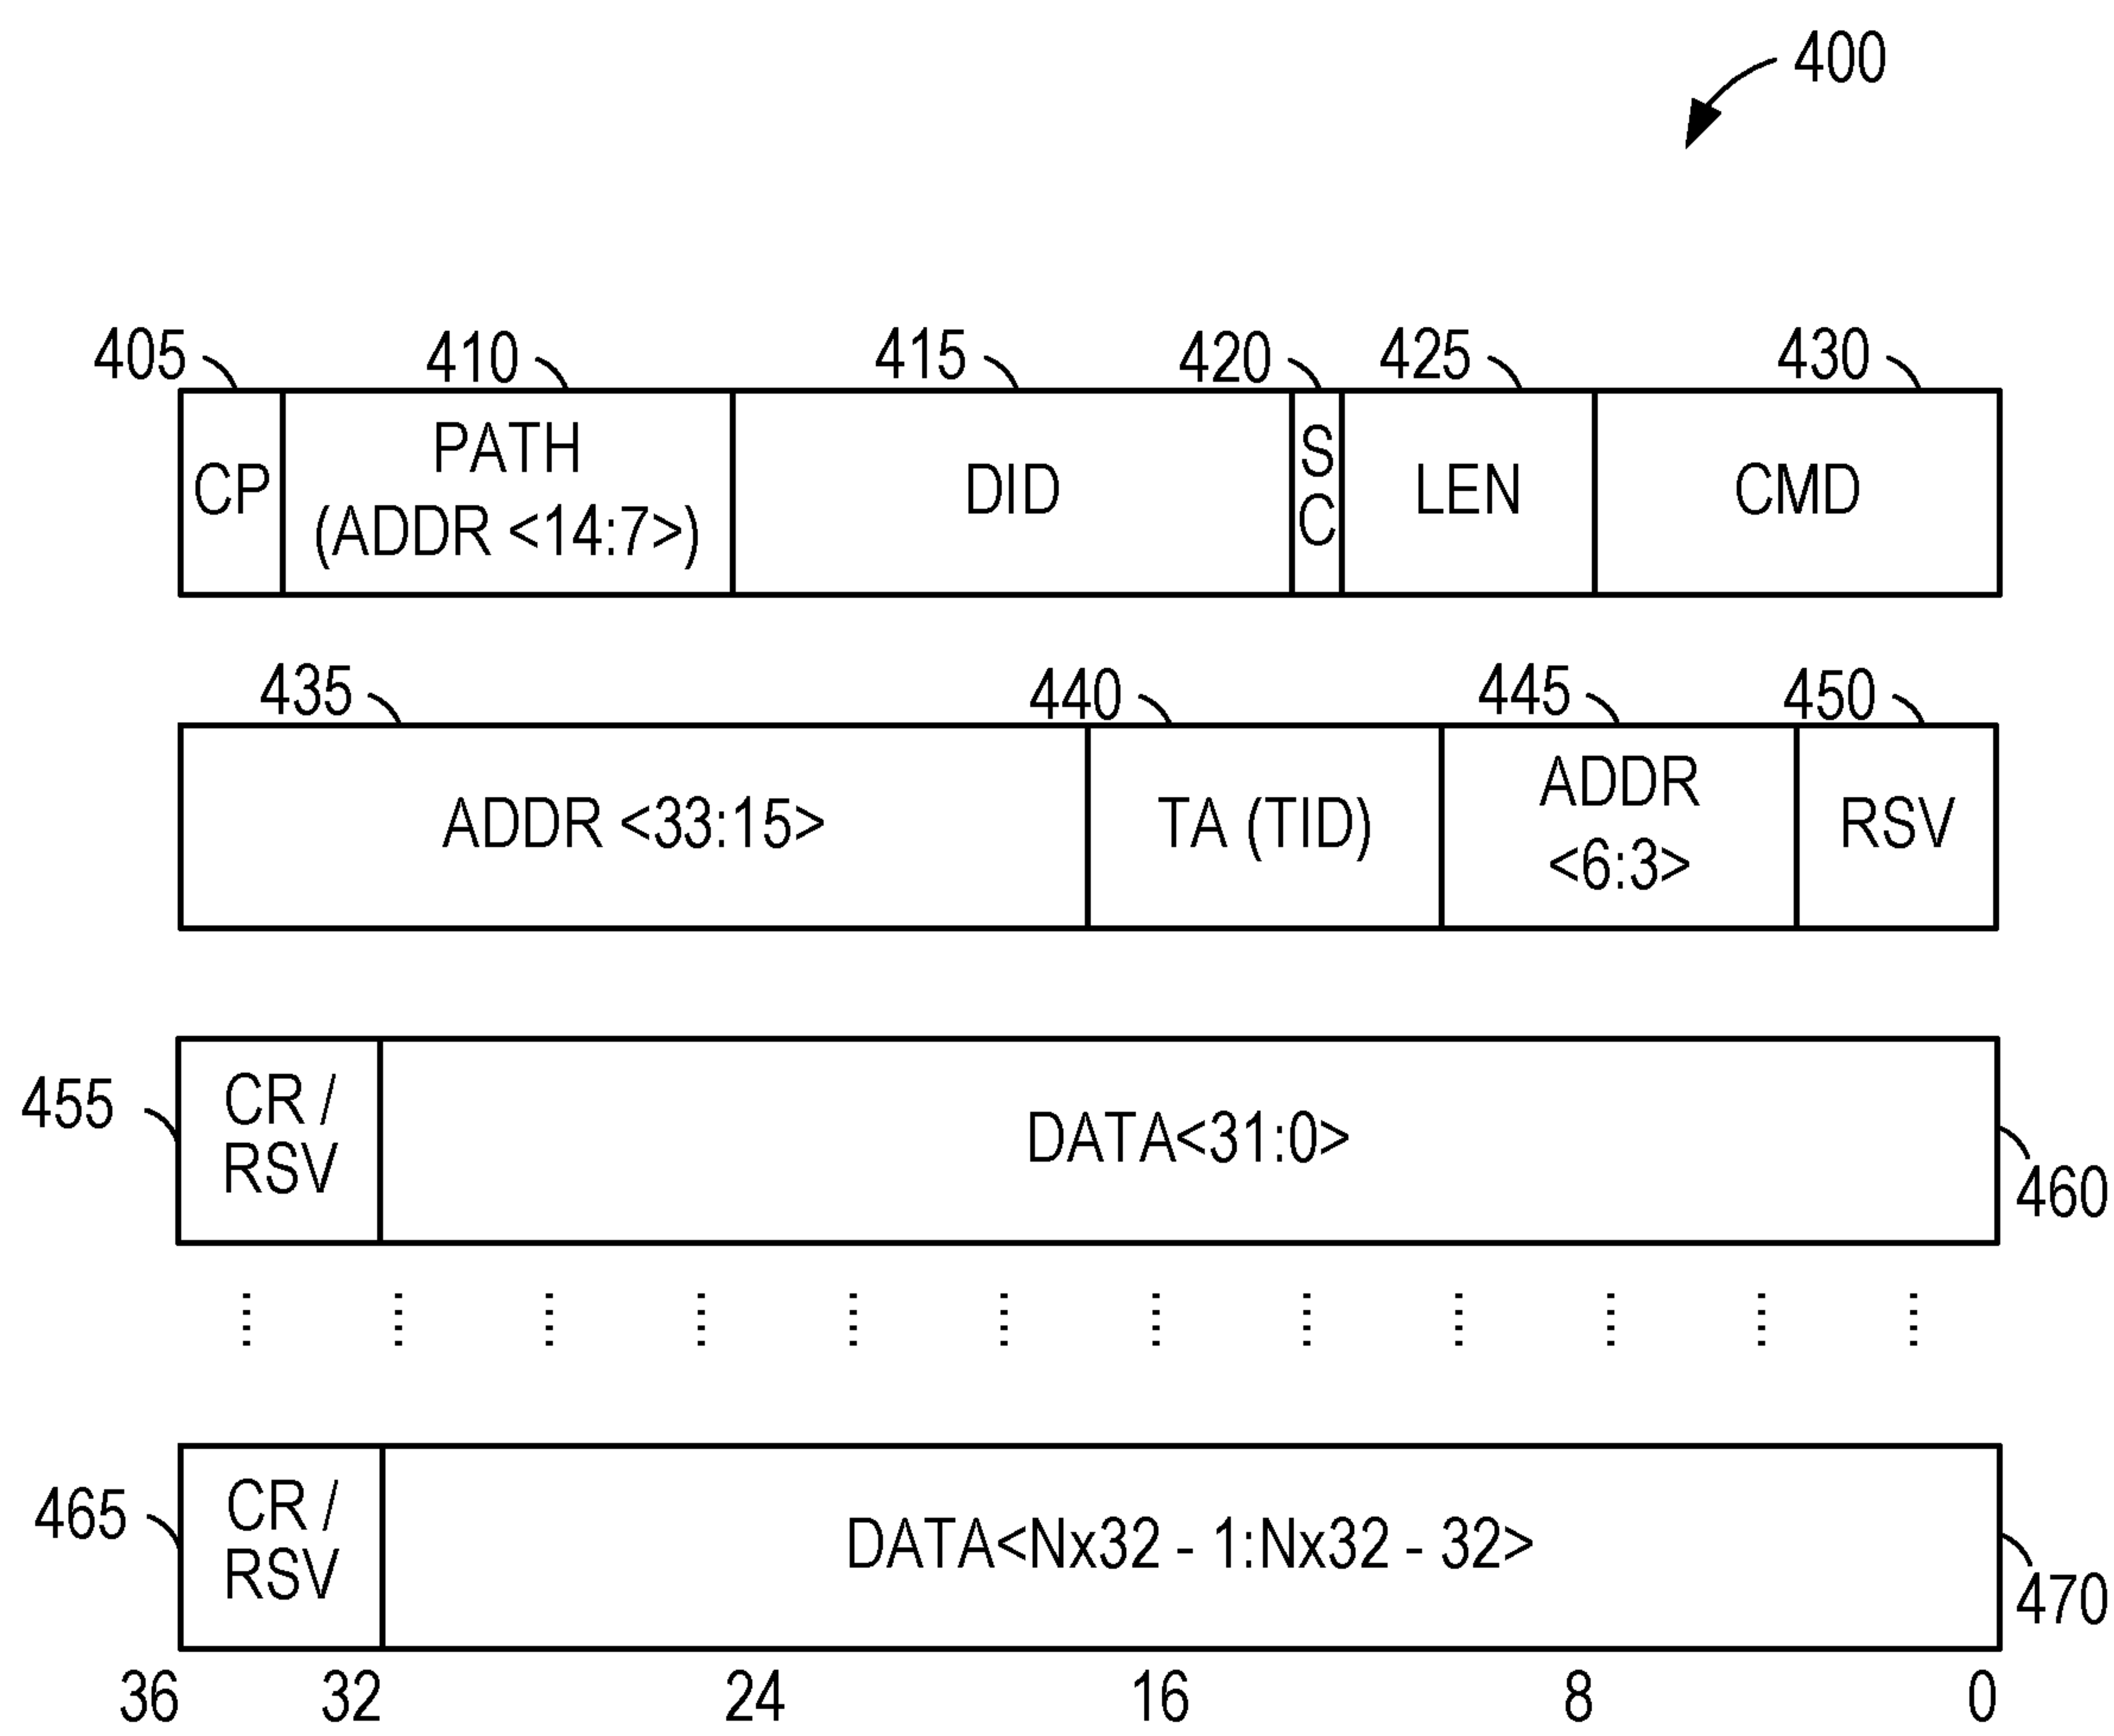 400
405 410 415 420 425 430
CP
PATH
(ADDR <14:7>)
DID
S
C
LEN
CMD
435 440 445 450
ADDR <33:15>
TA (TID)
ADDR
<6:3>
RSV
455
CR /
RSV
DATA<31:0>
460
465
CR /
RSV
DATA<Nx32 - 1:Nx32 - 32>
470
36 32 24 16 8 0